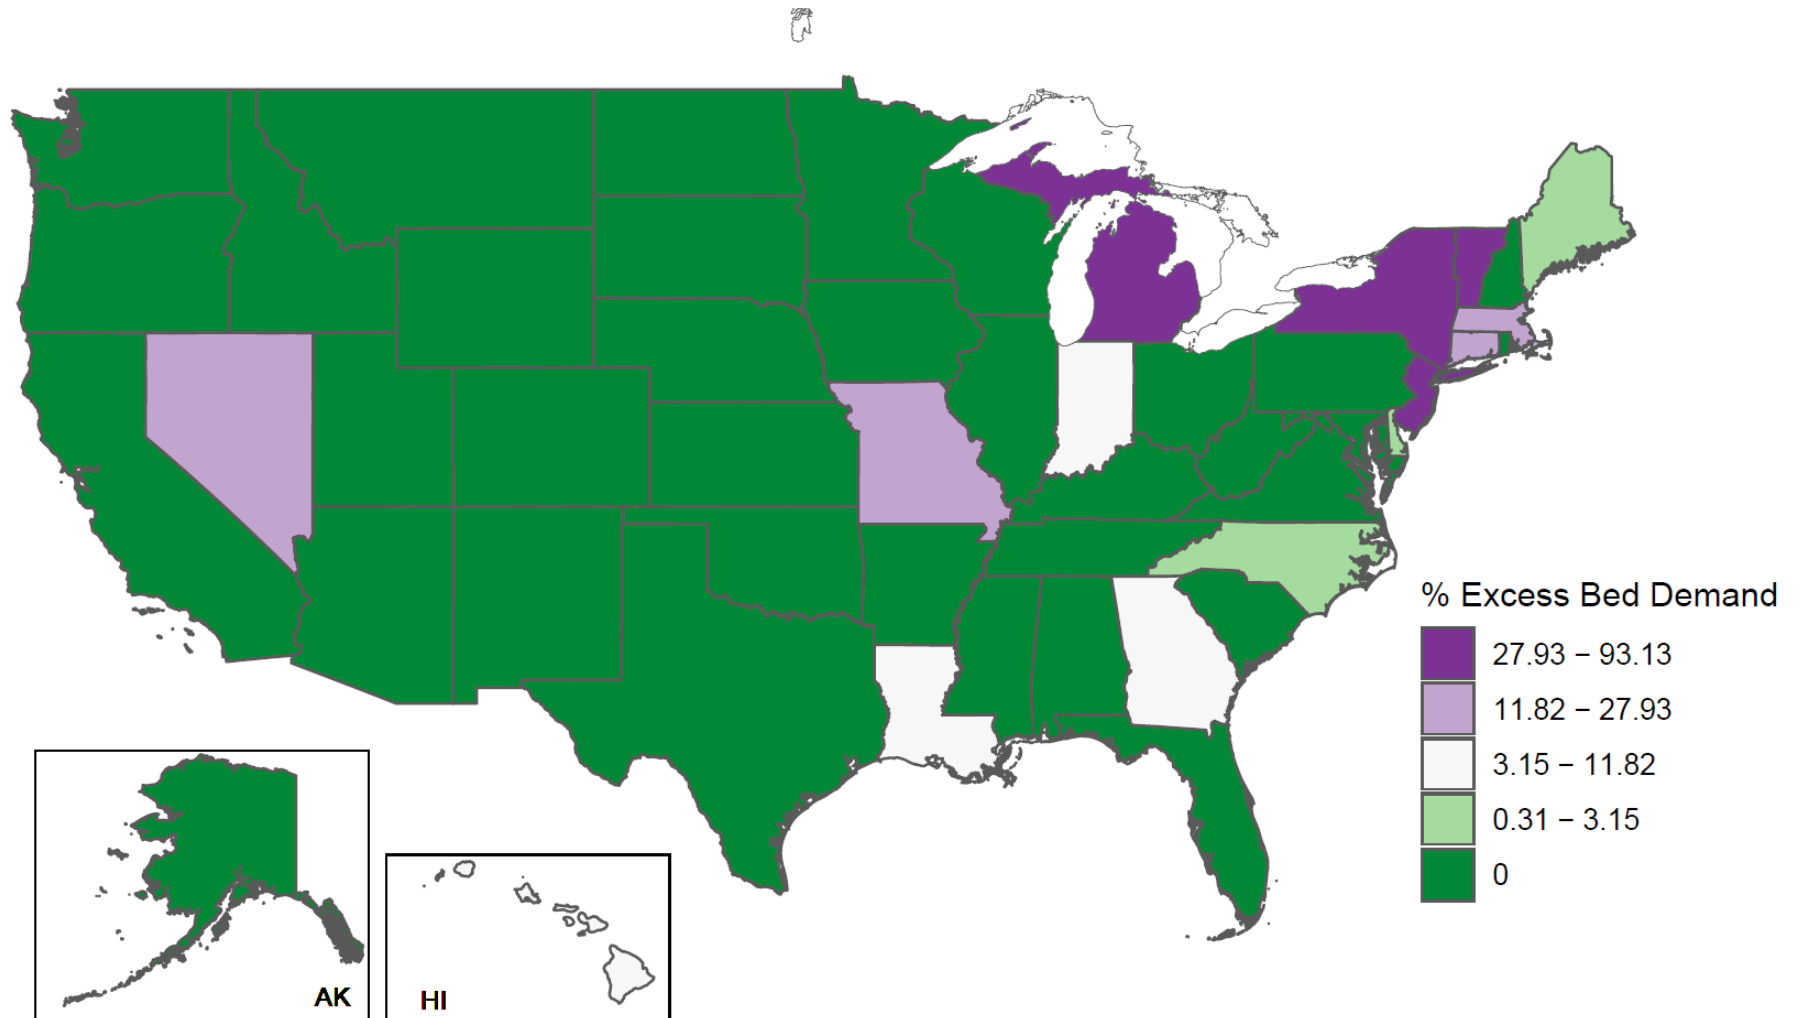 % Excess Bed Demand
27.93 − 93.13
11.82 − 27.93
3.15 − 11.82
0.31 − 3.15
0
AK
HI